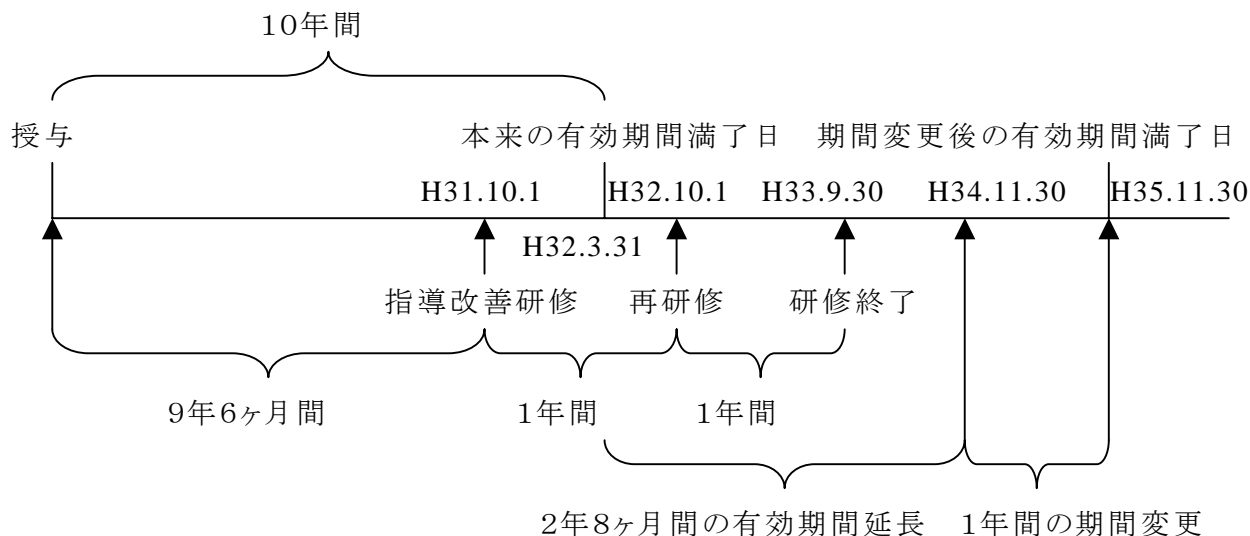 10年間
授与 本来の有効期間満了日 期間変更後の有効期間満了日
H31.10.1 H32.10.1 H33.9.30 H34.11.30 H35.11.30
H32.3.31
指導改善研修 再研修 研修終了
9年6ヶ月間 1年間 1年間
2年8ヶ月間の有効期間延長 1年間の期間変更